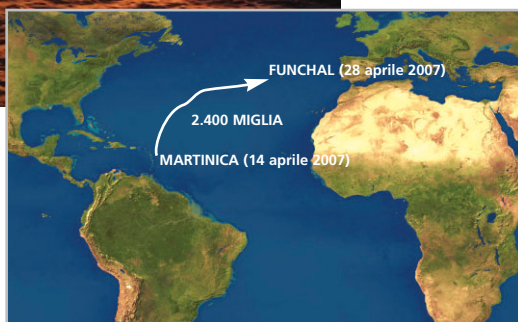 FUNCHAL (28 aprile 2007)
2.400 MIGLIA
MARTINICA (14 aprile 2007)